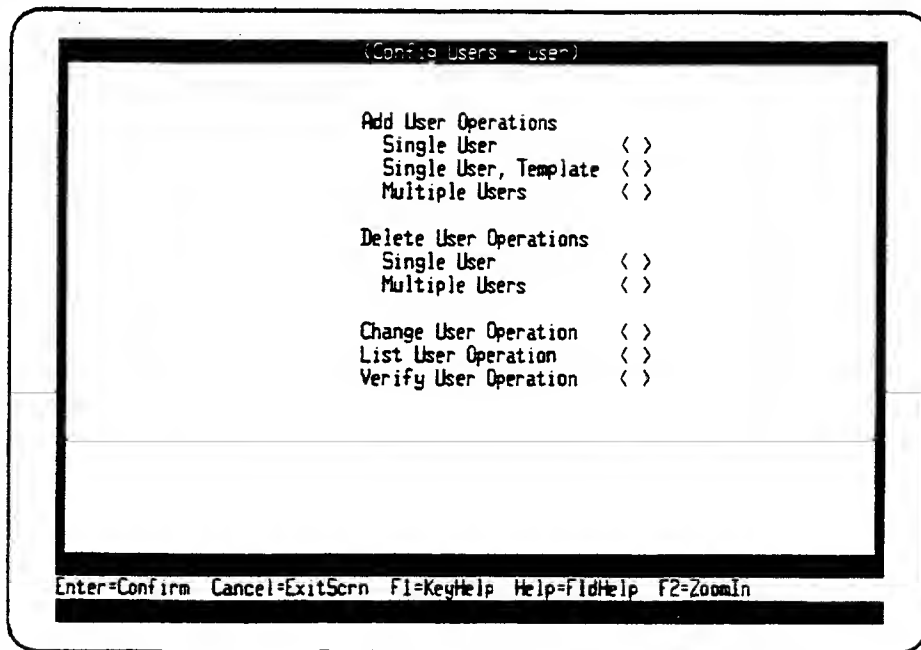 (Config Users - User)
Add User Operations
Single User < >
Single User, Template < >
Multiple Users < >
Delete User Operations
Single User < >
Multiple Users < >
Change User Operation < >
List User Operation < >
Verify User Operation < >
Enter=Confirm Cancel=ExitScrn F1=KeyHelp Help=FldHelp F2=ZoomIn